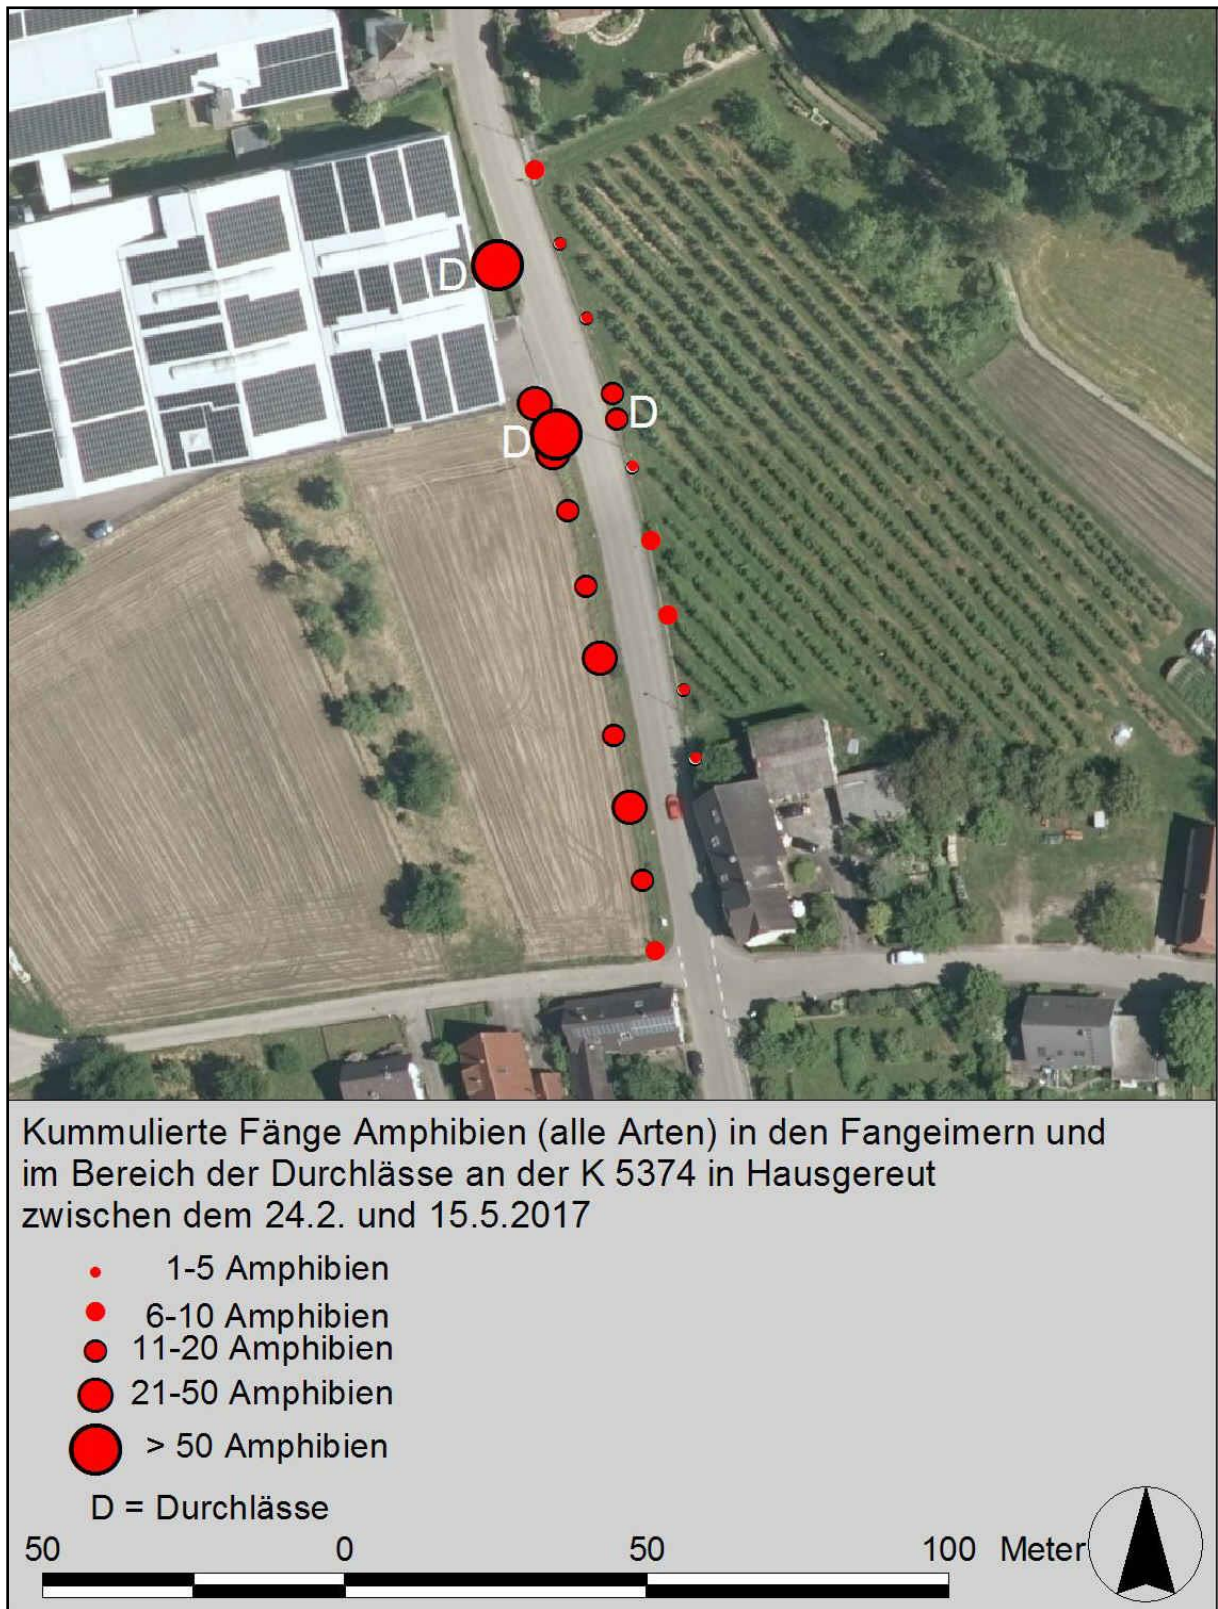 D
D
D
Kummulierte Fänge Amphibien (alle Arten) in den Fangeimern und
im Bereich der Durchlässe an der K 5374 in Hausgereut
zwischen dem 24.2. und 15.5.2017
1-5 Amphibien
6-10 Amphibien
11-20 Amphibien
21-50 Amphibien
> 50 Amphibien
D = Durchlässe
50 0 50 100 Meter